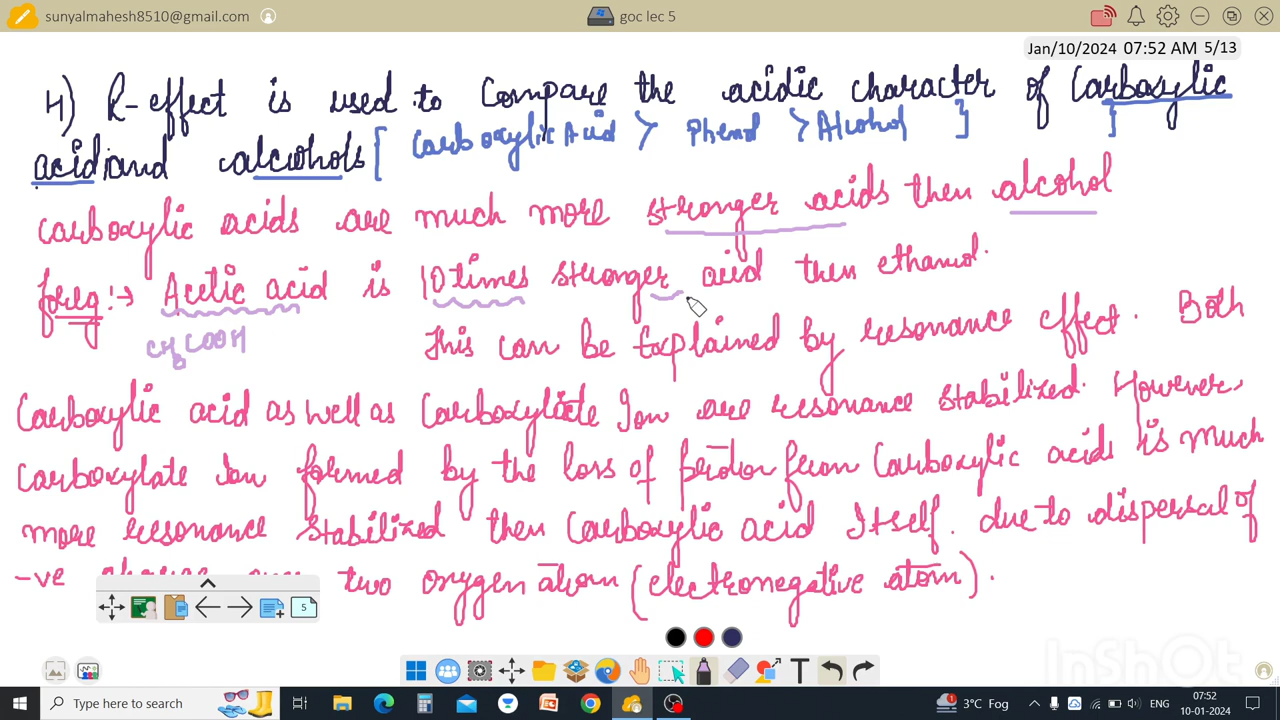 sunyalmahesh8510@gmail.com
goc lec 5
Jan/10/2024 07:52 AM 5/13
4) R-effect is used to compare the acidic character of Carboxylic
acid and alcohols [ Carboxylic Acid > Phenol > Alcohol ] ]
Carboxylic acids are much more stronger acids then alcohol
for eg :→ Acetic acid is 10 times stronger acid then ethanol.
CH3COOH
This can be Explained by resonance effect. Both
Carboxylic acid as well as Carboxylate Ion are resonance stabilized. However
Carboxylate Ion formed by the loss of proton from Carboxylic acids is much
more resonance stabilized then Carboxylic acid Itself. due to dispersal of
-ve two oxygen atom (electronegative atom).
5
InShOt
Type here to search
3°C Fog
ENG
07:52
10-01-2024